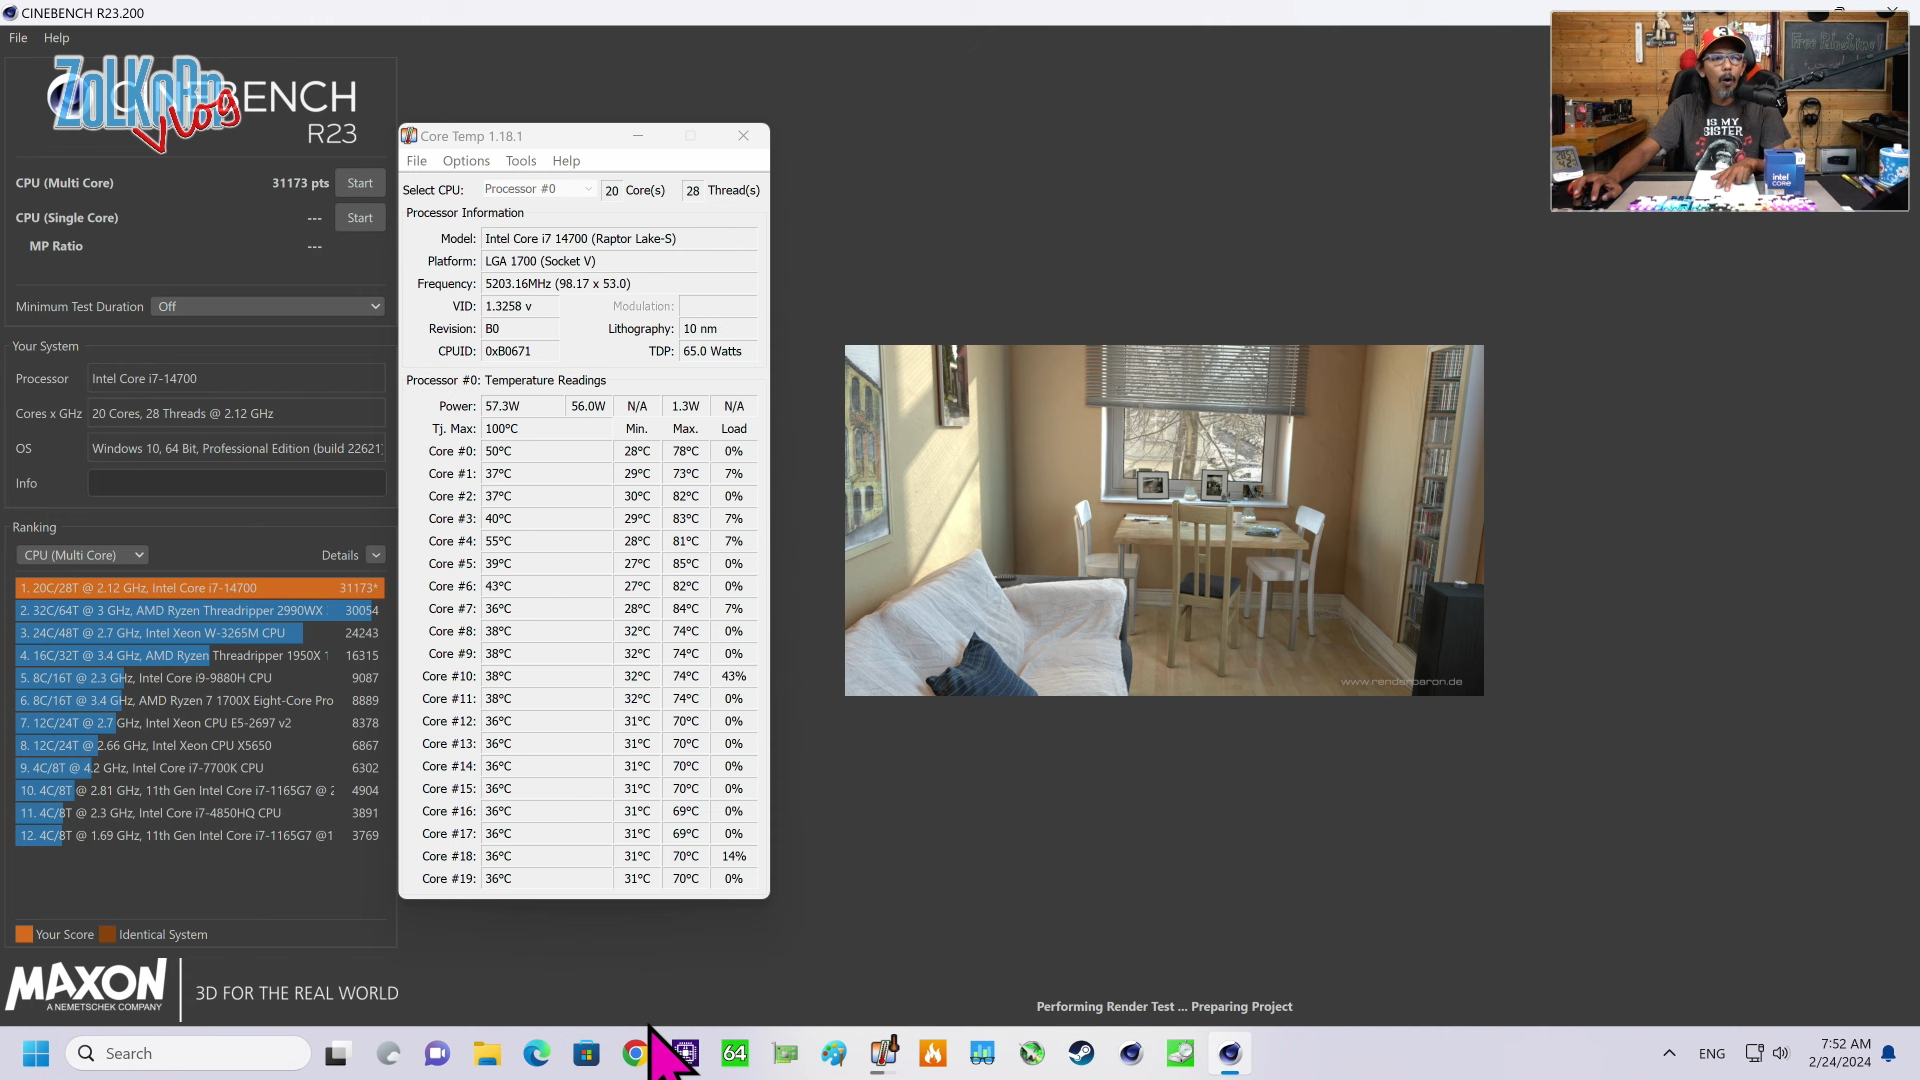 CINEBENCH R23.200
File Help
ZoLKoRn
Vlog
BENCH
R23
CPU (Multi Core) 31173 pts Start
CPU (Single Core) --- Start
MP Ratio ---
Minimum Test Duration Off
Your System
Processor Intel Core i7-14700
Cores x GHz 20 Cores, 28 Threads @ 2.12 GHz
OS Windows 10, 64 Bit, Professional Edition (build 22621)
Info
Ranking
CPU (Multi Core) Details
1. 20C/28T @ 2.12 GHz, Intel Core i7-14700 31173*
2. 32C/64T @ 3 GHz, AMD Ryzen Threadripper 2990WX 30054
3. 24C/48T @ 2.7 GHz, Intel Xeon W-3265M CPU 24243
4. 16C/32T @ 3.4 GHz, AMD Ryzen Threadripper 1950X 1 16315
5. 8C/16T @ 2.3 GHz, Intel Core i9-9880H CPU 9087
6. 8C/16T @ 3.4 GHz, AMD Ryzen 7 1700X Eight-Core Pro 8889
7. 12C/24T @ 2.7 GHz, Intel Xeon CPU E5-2697 v2 8378
8. 12C/24T @ 2.66 GHz, Intel Xeon CPU X5650 6867
9. 4C/8T @ 4.2 GHz, Intel Core i7-7700K CPU 6302
10. 4C/8T @ 2.81 GHz, 11th Gen Intel Core i7-1165G7 @ 2 4904
11. 4C/8T @ 2.3 GHz, Intel Core i7-4850HQ CPU 3891
12. 4C/8T @ 1.69 GHz, 11th Gen Intel Core i7-1165G7 @1 3769
Your Score Identical System
MAXON
A NEMETSCHEK COMPANY
3D FOR THE REAL WORLD
Core Temp 1.18.1
File Options Tools Help
Select CPU: Processor #0 20 Core(s) 28 Thread(s)
Processor Information
Model: Intel Core i7 14700 (Raptor Lake-S)
Platform: LGA 1700 (Socket V)
Frequency: 5203.16MHz (98.17 x 53.0)
VID: 1.3258 v Modulation:
Revision: B0 Lithography: 10 nm
CPUID: 0xB0671 TDP: 65.0 Watts
Processor #0: Temperature Readings
Power: 57.3W 56.0W N/A 1.3W N/A
Tj. Max: 100°C Min. Max. Load
Core #0: 50°C 28°C 78°C 0%
Core #1: 37°C 29°C 73°C 7%
Core #2: 37°C 30°C 82°C 0%
Core #3: 40°C 29°C 83°C 7%
Core #4: 55°C 28°C 81°C 7%
Core #5: 39°C 27°C 85°C 0%
Core #6: 43°C 27°C 82°C 0%
Core #7: 36°C 28°C 84°C 7%
Core #8: 38°C 32°C 74°C 0%
Core #9: 38°C 32°C 74°C 0%
Core #10: 38°C 32°C 74°C 43%
Core #11: 38°C 32°C 74°C 0%
Core #12: 36°C 31°C 70°C 0%
Core #13: 36°C 31°C 70°C 0%
Core #14: 36°C 31°C 70°C 0%
Core #15: 36°C 31°C 70°C 0%
Core #16: 36°C 31°C 69°C 0%
Core #17: 36°C 31°C 69°C 0%
Core #18: 36°C 31°C 70°C 14%
Core #19: 36°C 31°C 70°C 0%
www.renderbaron.de
IS MY
SISTER
intel
CORE
i7
Performing Render Test ... Preparing Project
Search
64
ENG
7:52 AM
2/24/2024